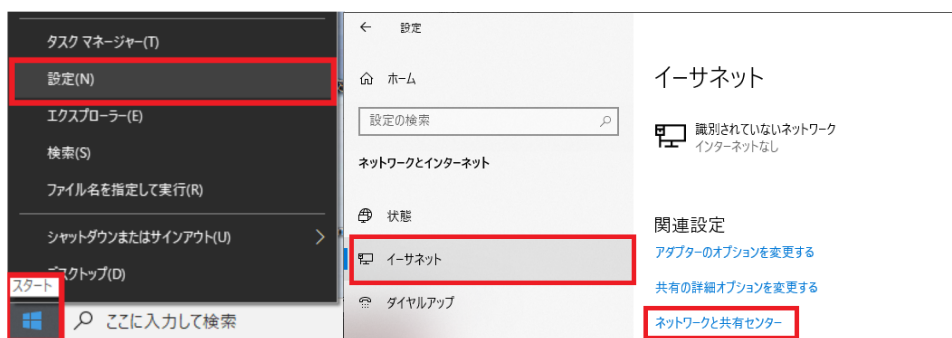 タスク マネージャー(T)
設定(N)
エクスプローラー(E)
検索(S)
ファイル名を指定して実行(R)
シャットダウンまたはサインアウト(U)
デスクトップ(D)
スタート
ここに入力して検索
設定
ホーム
設定の検索
ネットワークとインターネット
状態
イーサネット
ダイヤルアップ
イーサネット
識別されていないネットワーク
インターネットなし
関連設定
アダプターのオプションを変更する
共有の詳細オプションを変更する
ネットワークと共有センター